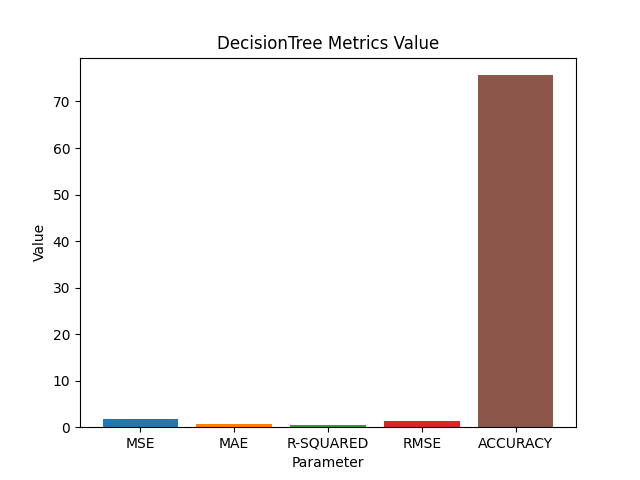 DecisionTree Metrics Value
70
60
50
40
30
20
10
0
Value
MSE MAE R-SQUARED RMSE ACCURACY
Parameter